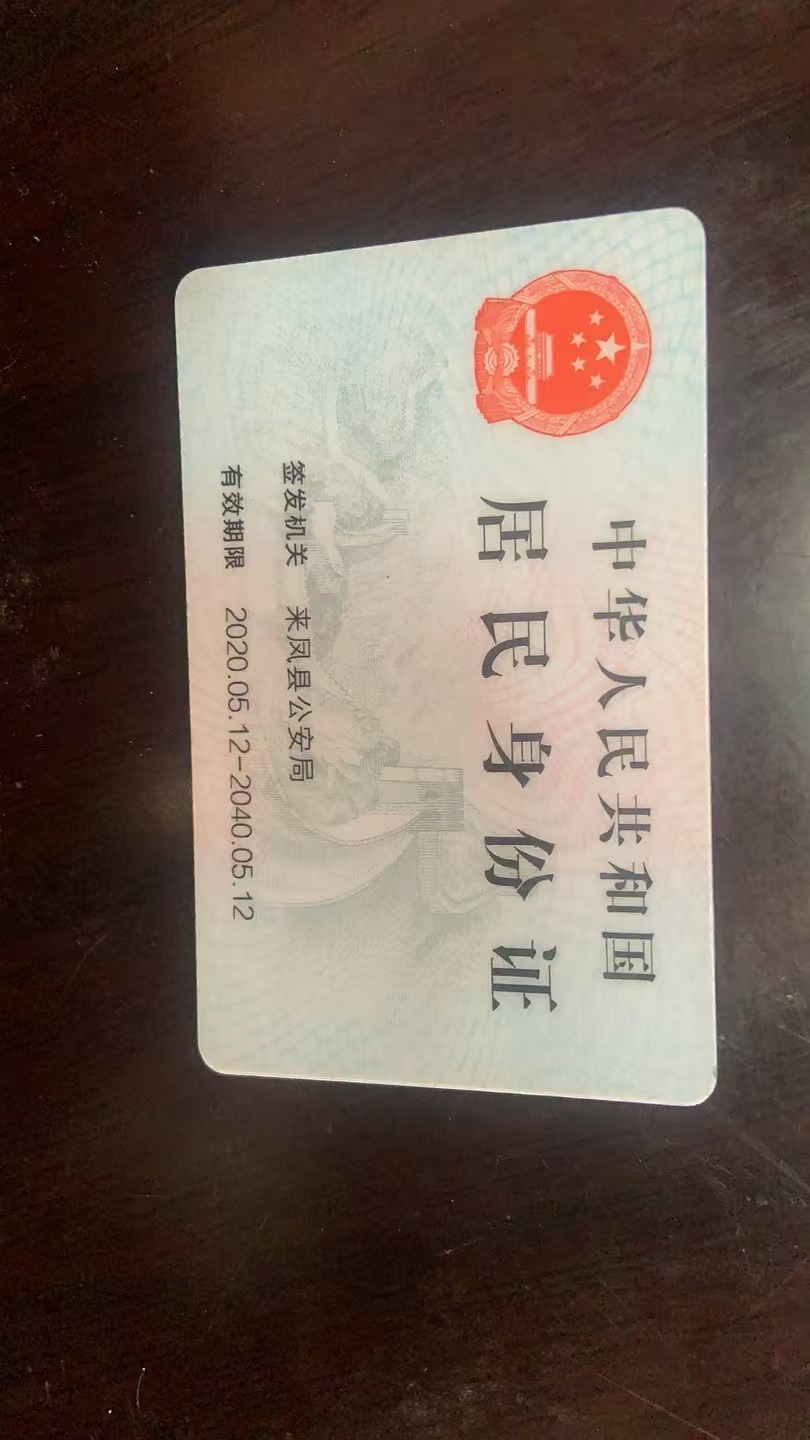 中华人民共和国
居民身份证
签发机关 来凤县公安局
有效期限 2020.05.12-2040.05.12